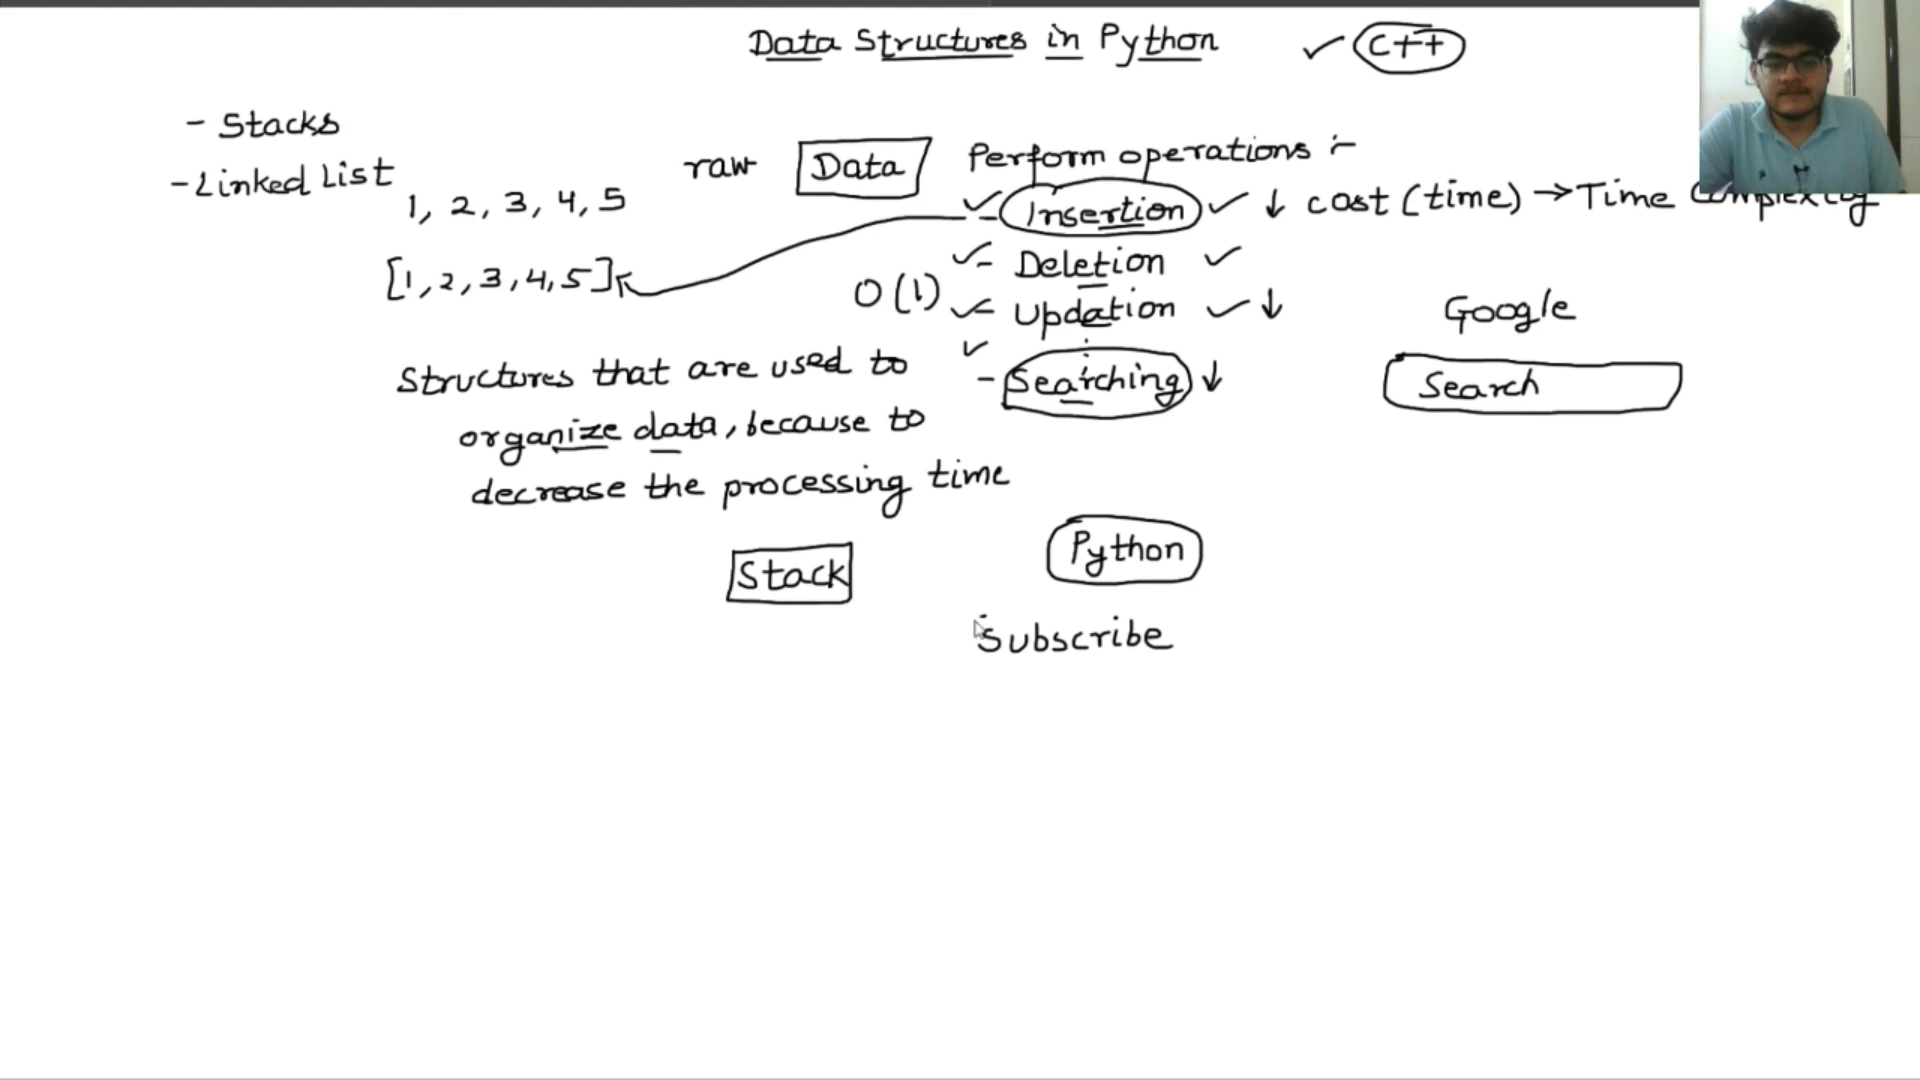 Data Structures in Python ✓ C++
- Stacks
- Linked List
raw Data
1, 2, 3, 4, 5
[1, 2, 3, 4, 5]
Perform operations :-
- Insertion ✓ ↓ cost (time) → Time Complexity
- Deletion ✓
O(1)
- Updation ✓ ↓
- Searching ↓
Google
Search
Structures that are used to
organize data, because to
decrease the processing time
Stack
Python
Subscribe